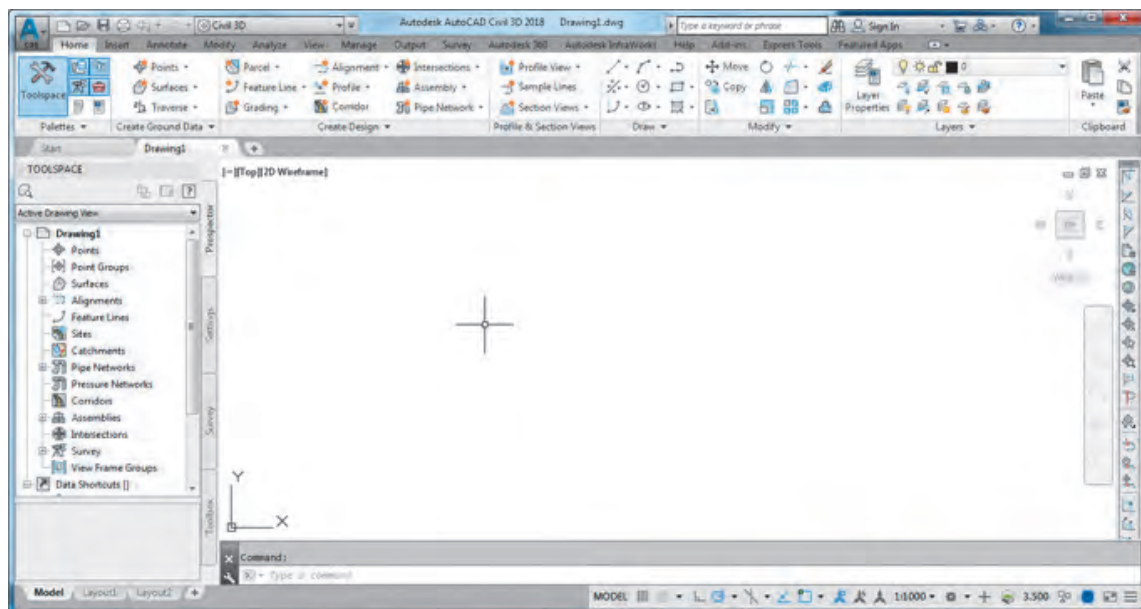 Civil 3D Autodesk AutoCAD Civil 3D 2018 Drawing1.dwg Type a keyword or phrase Sign In
Home Insert Annotate Modify Analyze View Manage Output Survey Autodesk 360 Autodesk InfraWorks Help Add-ins Express Tools Featured Apps
Points Parcel Alignment Intersections Profile View Move 0
Toolspace Surfaces Feature Line Profile Assembly Sample Lines Copy Layer Paste
Traverse Grading Corridor Pipe Network Section Views Properties
Palettes Create Ground Data Create Design Profile & Section Views Draw Modify Layers Clipboard
Start Drawing1
TOOLSPACE
[-][Top][2D Wireframe]
Active Drawing View
Drawing1
Points
Point Groups
Surfaces
Alignments
Feature Lines
Sites
Catchments
Pipe Networks
Pressure Networks
Corridors
Assemblies
Intersections
Survey
View Frame Groups
Data Shortcuts []
Prospector
Settings
Survey
Toolbox
Y
X
Command:
Type a command
Model Layout1 Layout2 MODEL 1:1000 3.500